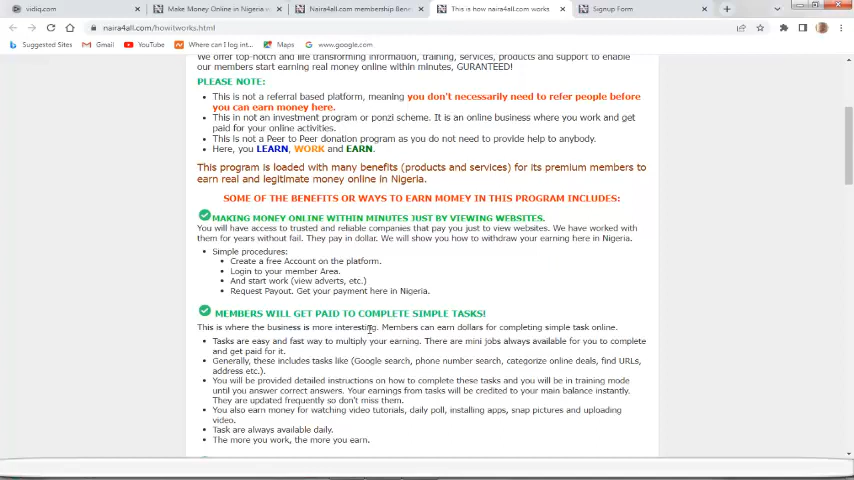 vidiq.com
Make Money Online in Nigeria
Naira4all.com membership Bene
This is how naira4all.com works
Signup Form
naira4all.com/howitworks.html
Suggested Sites
Gmail
YouTube
Where can I log int...
Maps
www.google.com
We offer top-notch and life transforming information, training, services, products and support to enable
our members start earning real money online within minutes, GURANTEED!
PLEASE NOTE:
This is not a referral based platform, meaning you don't necessarily need to refer people before
you can earn money here.
This in not an investment program or ponzi scheme. It is an online business where you work and get
paid for your online activities.
This is not a Peer to Peer donation program as you do not need to provide help to anybody.
Here, you LEARN, WORK and EARN.
This program is loaded with many benefits (products and services) for its premium members to
earn real and legitimate money online in Nigeria.
SOME OF THE BENEFITS OR WAYS TO EARN MOMEY IN THIS PROGRAM INCLUDES:
MAKING MONEY ONLINE WITHIN MINUTES JUST BY VIEWING WEBSITES.
You will have access to trusted and reliable companies that pay you just to view websites. We have worked with
them for years without fail. They pay in dollar. We will show you how to withdraw your earning here in Nigeria.
Simple procedures:
Create a free Account on the platform.
Login to your member Area.
And start work (view adverts, etc.)
Request Payout. Get your payment here in Nigeria.
MEMBERS WILL GET PAID TO COMPLETE SIMPLE TASKS!
This is where the business is more interesting. Members can earn dollars for completing simple task online.
Tasks are easy and fast way to multiply your earning. There are mini jobs always available for you to complete
and get paid for it.
Generally, these includes tasks like (Google search, phone number search, categorize online deals, find URLs,
address etc.).
You will be provided detailed instructions on how to complete these tasks and you will be in training mode
until you answer correct answers. Your earnings from tasks will be credited to your main balance instantly.
They are updated frequently so don't miss them.
You also earn money for watching video tutorials, daily poll, installing apps, snap pictures and uploading
video.
Task are always available daily.
The more you work, the more you earn.